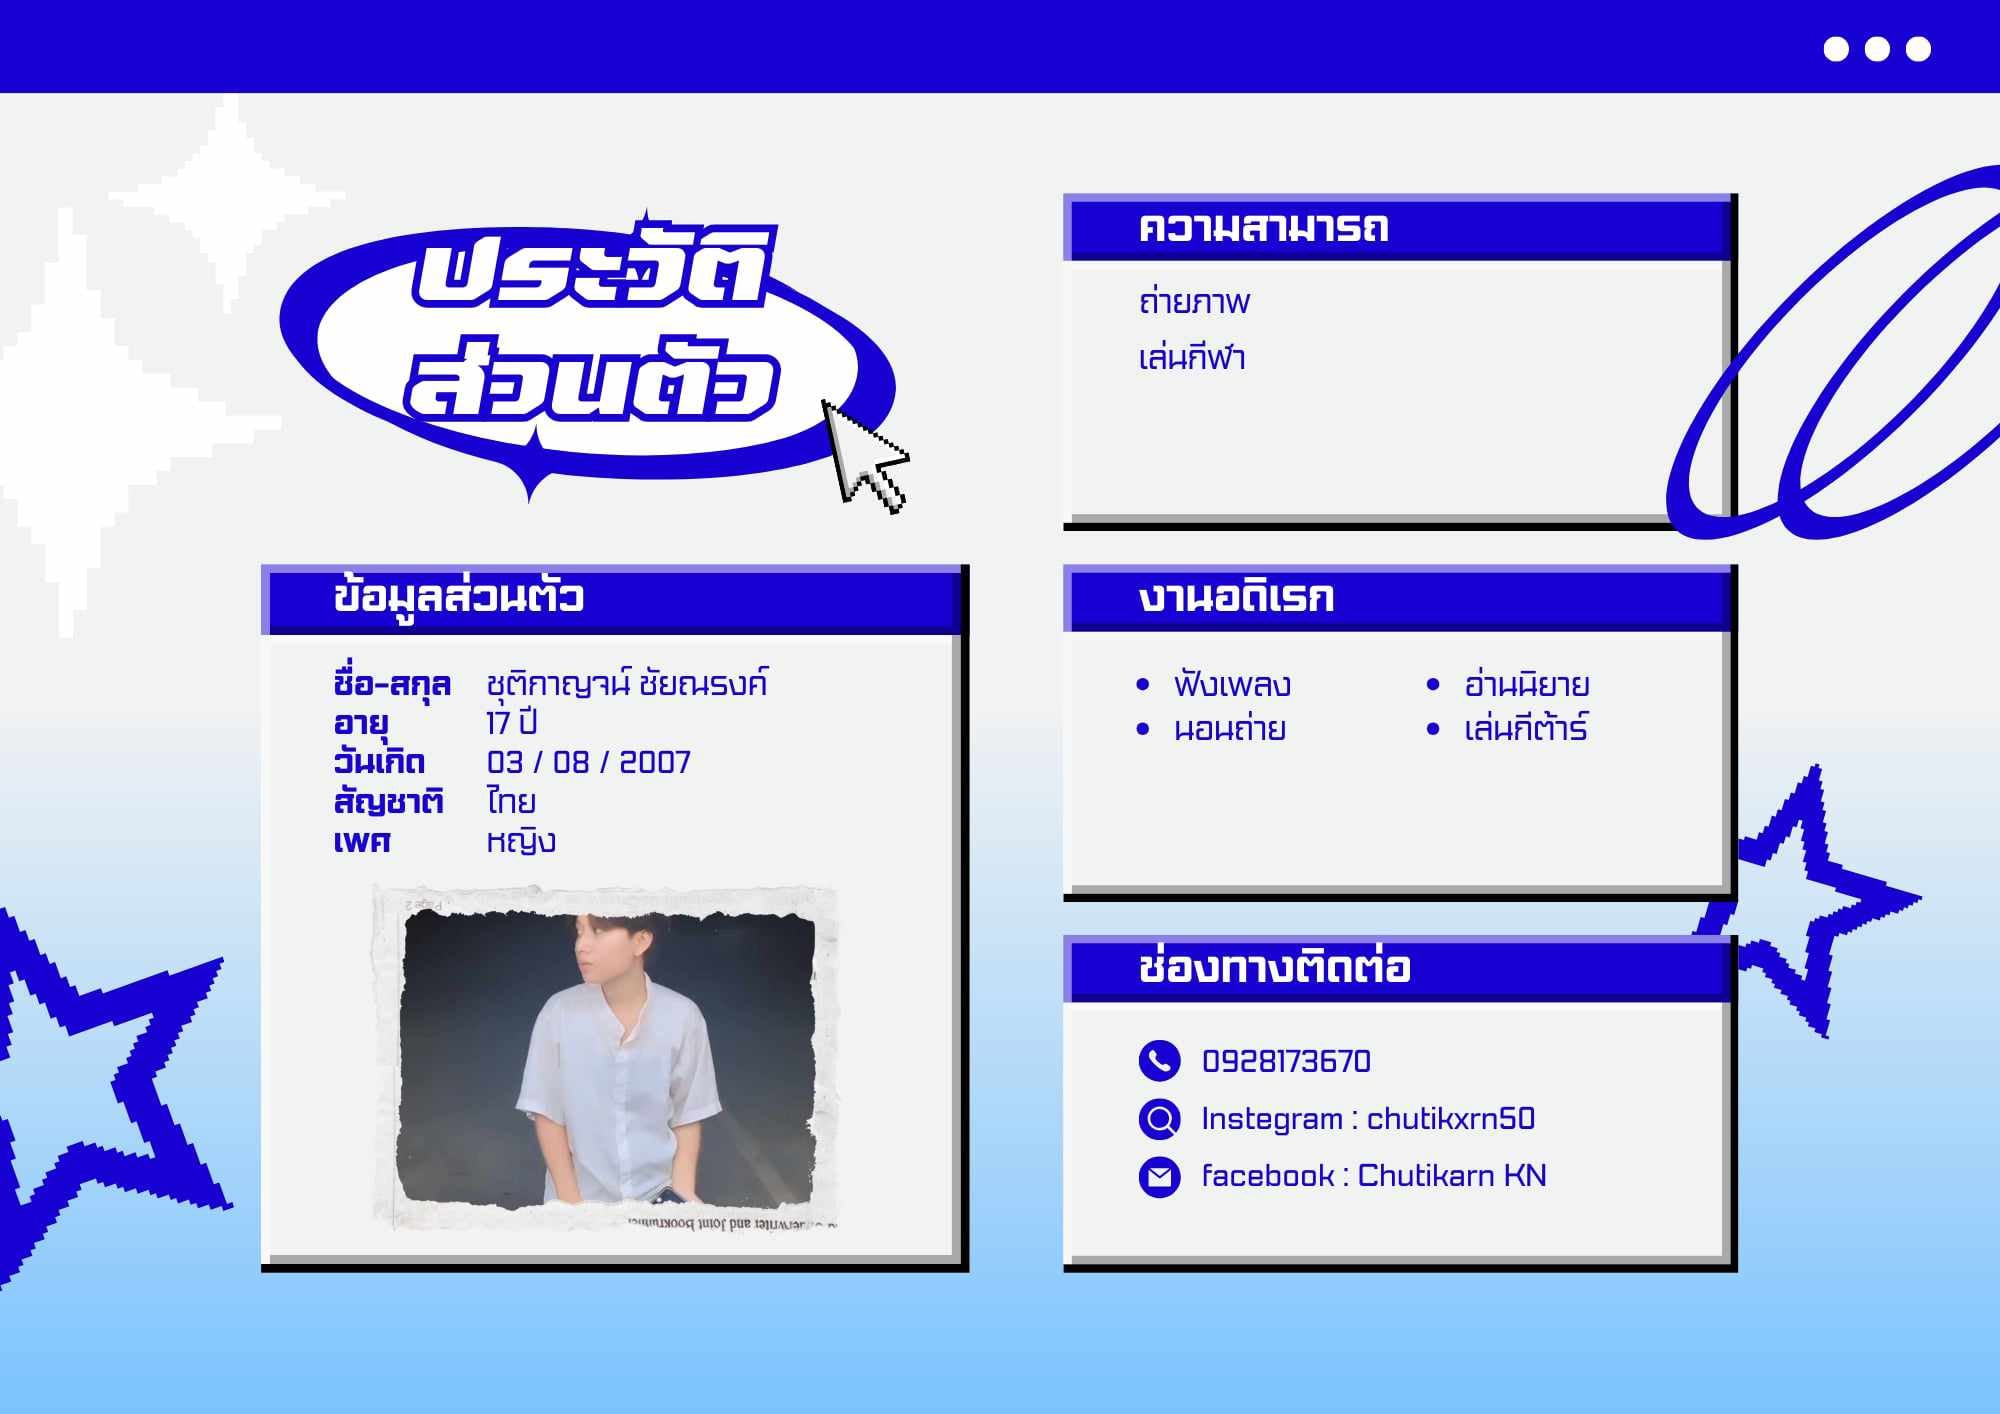 ประวัติ
ส่วนตัว
ข้อมูลส่วนตัว
ชื่อ-สกุล ชุติกาญจน์ ชัยณรงค์
อายุ 17 ปี
วันเกิด 03 / 08 / 2007
สัญชาติ ไทย
เพศ หญิง
Page 2
underwriter and Joint Bookrunner
ความสามารถ
ถ่ายภาพ
เล่นกีฬา
งานอดิเรก
• ฟังเพลง
• นอนถ่าย
• อ่านนิยาย
• เล่นกีต้าร์
ช่องทางติดต่อ
0928173670
Instegram : chutikxrn50
facebook : Chutikarn KN